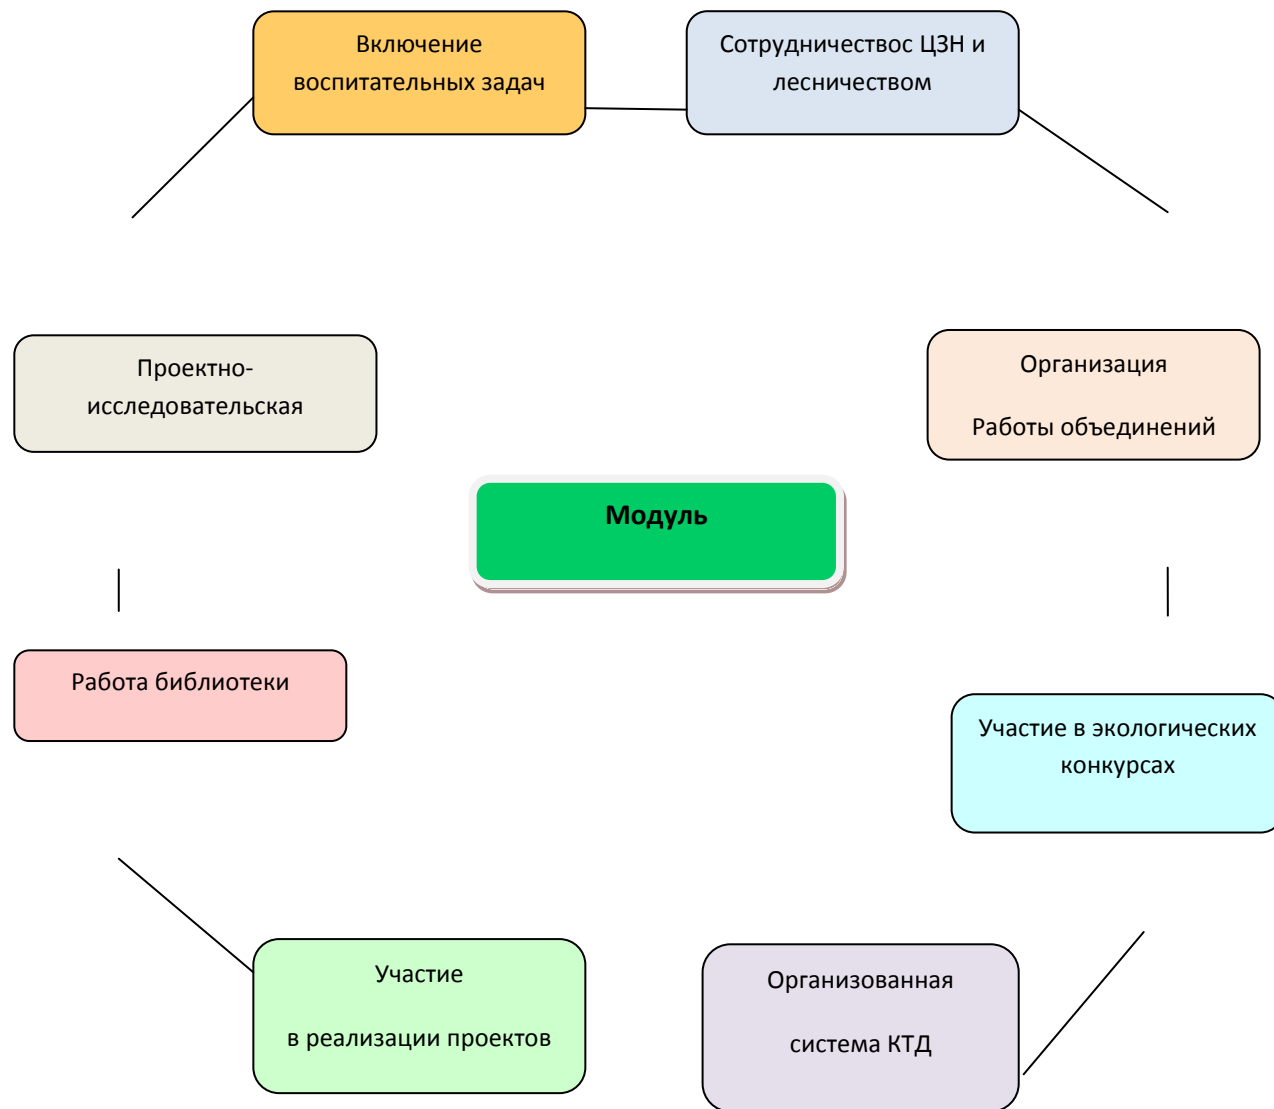 Включение
воспитательных задач
Сотрудничествос ЦЗН и
лесничеством
Проектно-
исследовательская
Организация
Работы объединений
Модуль
Работа библиотеки
Участие в экологических
конкурсах
Участие
в реализации проектов
Организованная
система КТД